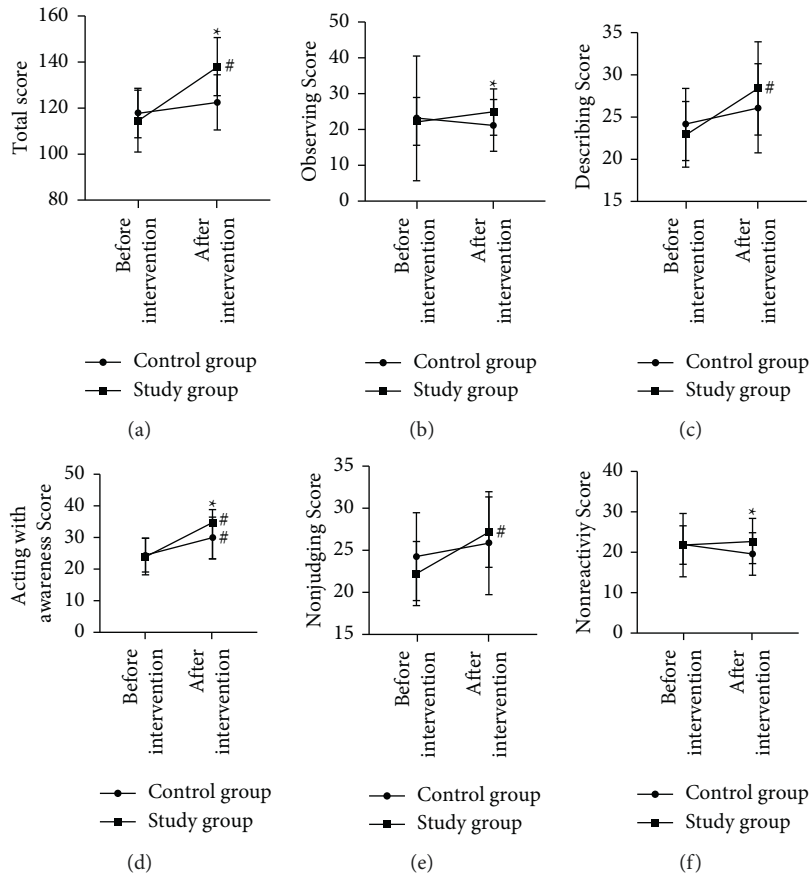 160
140
120
100
80
Total score
*
#
Before
intervention
After
intervention
Control group
Study group
(a)
50
40
30
20
10
0
Observing Score
*
Before
intervention
After
intervention
Control group
Study group
(b)
35
30
25
20
15
Describing Score
#
Before
intervention
After
intervention
Control group
Study group
(c)
50
40
30
20
10
0
Acting with
awareness Score
*
#
#
Before
intervention
After
intervention
Control group
Study group
(d)
35
30
25
20
15
Nonjudging Score
#
Before
intervention
After
intervention
Control group
Study group
(e)
40
30
20
10
0
Nonreactiviy Score
*
Before
intervention
After
intervention
Control group
Study group
(f)